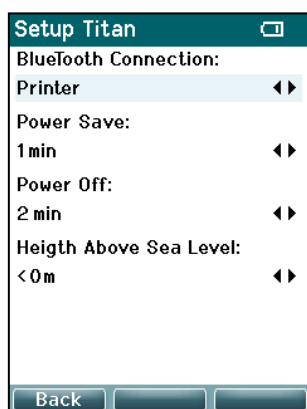 Setup Titan
BlueTooth Connection:
Printer
Power Save:
1 min
Power Off:
2 min
Heigth Above Sea Level:
<0m
Back